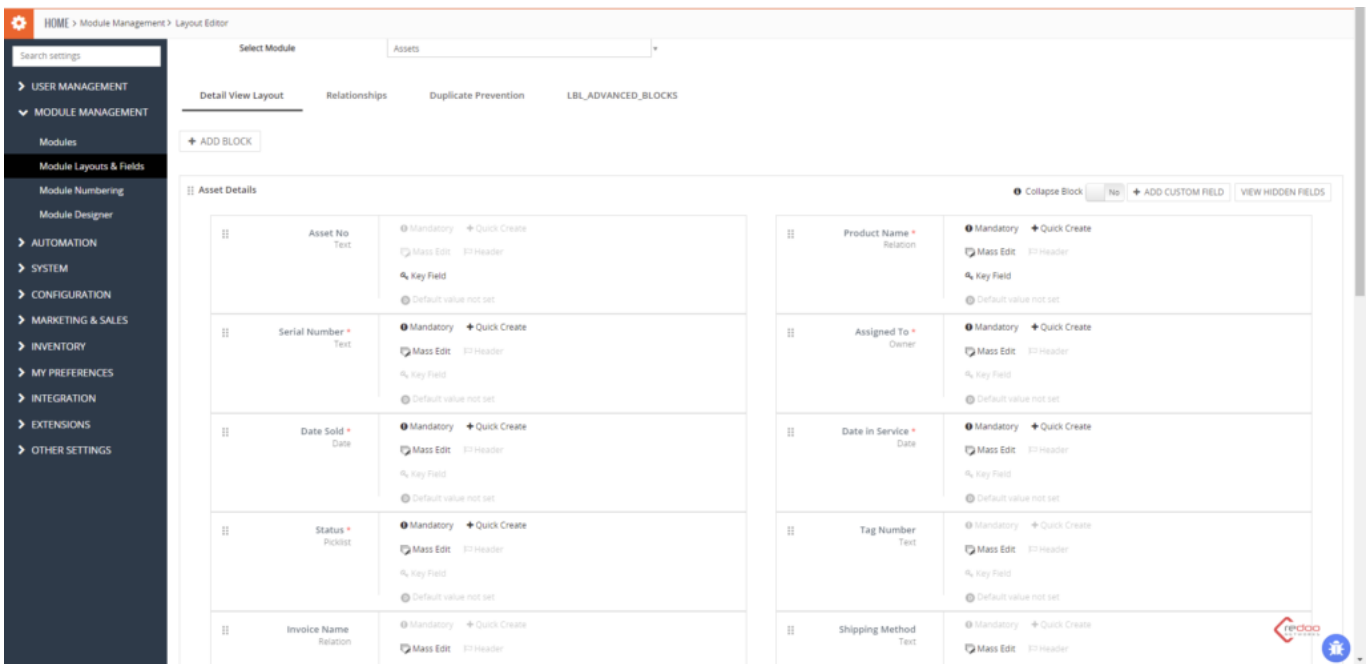 HOME > Module Management > Layout Editor
Search settings
USER MANAGEMENT
MODULE MANAGEMENT
Modules
Module Layouts & Fields
Module Numbering
Module Designer
AUTOMATION
SYSTEM
CONFIGURATION
MARKETING & SALES
INVENTORY
MY PREFERENCES
INTEGRATION
EXTENSIONS
OTHER SETTINGS
Select Module Assets
Detail View Layout Relationships Duplicate Prevention LBL_ADVANCED_BLOCKS
+ ADD BLOCK
Asset Details Collapse Block No + ADD CUSTOM FIELD VIEW HIDDEN FIELDS
Asset No
Text
Mandatory + Quick Create
Mass Edit Header
Key Field
Default value not set
Product Name *
Relation
Mandatory + Quick Create
Mass Edit Header
Key Field
Default value not set
Serial Number *
Text
Mandatory + Quick Create
Mass Edit Header
Key Field
Default value not set
Assigned To *
Owner
Mandatory + Quick Create
Mass Edit Header
Key Field
Default value not set
Date Sold *
Date
Mandatory + Quick Create
Mass Edit Header
Key Field
Default value not set
Date in Service *
Date
Mandatory + Quick Create
Mass Edit Header
Key Field
Default value not set
Status *
Picklist
Mandatory + Quick Create
Mass Edit Header
Key Field
Default value not set
Tag Number
Text
Mandatory + Quick Create
Mass Edit Header
Key Field
Default value not set
Invoice Name
Relation
Mandatory + Quick Create
Mass Edit Header
Shipping Method
Text
Mandatory + Quick Create
Mass Edit Header
redoo
NETWORKS